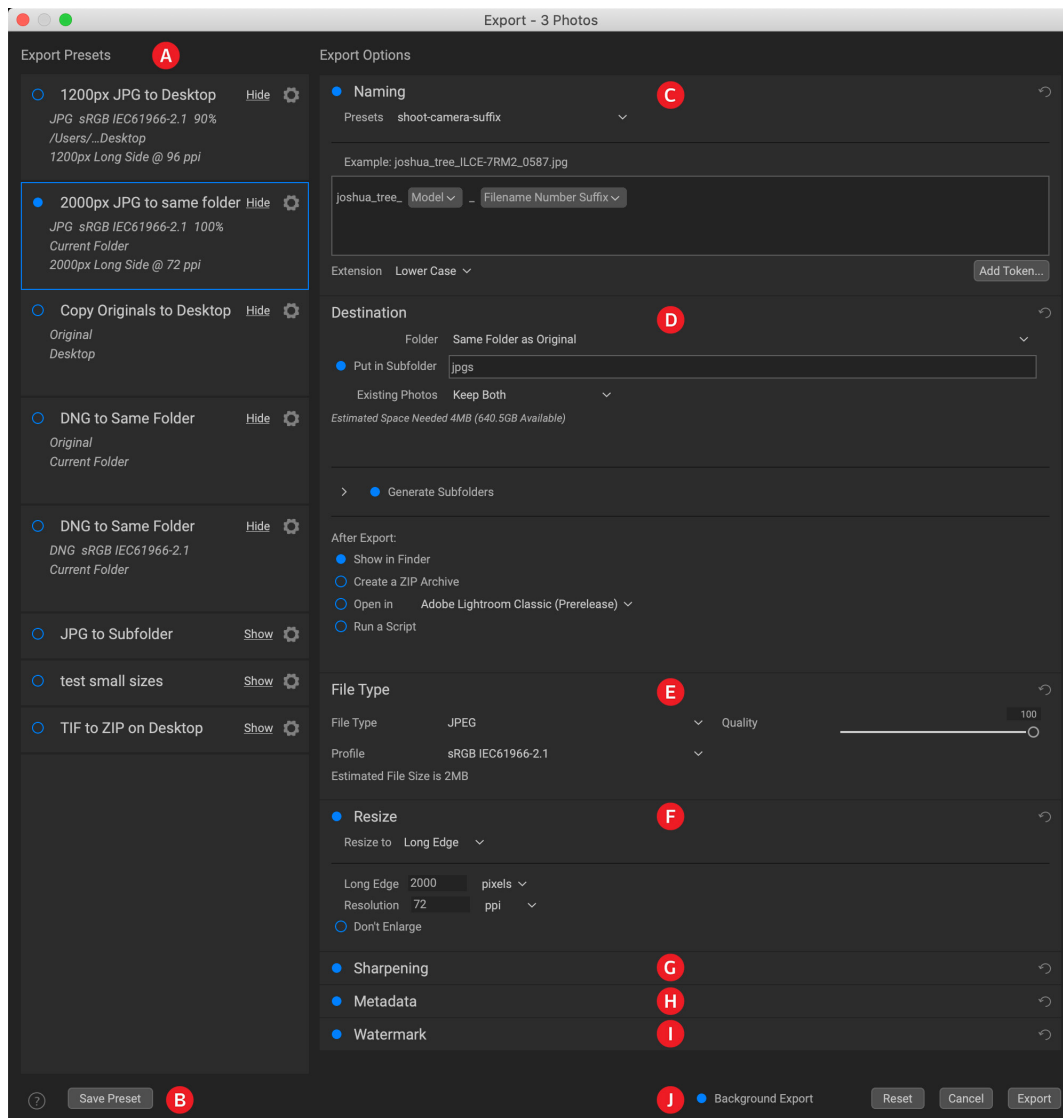 Export - 3 Photos
Export Presets A
1200px JPG to Desktop Hide
JPG sRGB IEC61966-2.1 90%
/Users/...Desktop
1200px Long Side @ 96 ppi
2000px JPG to same folder Hide
JPG sRGB IEC61966-2.1 100%
Current Folder
2000px Long Side @ 72 ppi
Copy Originals to Desktop Hide
Original
Desktop
DNG to Same Folder Hide
Original
Current Folder
DNG to Same Folder Hide
DNG sRGB IEC61966-2.1
Current Folder
JPG to Subfolder Show
test small sizes Show
TIF to ZIP on Desktop Show
? Save Preset B
Export Options
Naming C
Presets shoot-camera-suffix
Example: joshua_tree_ILCE-7RM2_0587.jpg
joshua_tree_ Model _ Filename Number Suffix
Extension Lower Case Add Token...
Destination D
Folder Same Folder as Original
Put in Subfolder jpgs
Existing Photos Keep Both
Estimated Space Needed 4MB (640.5GB Available)
Generate Subfolders
After Export:
Show in Finder
Create a ZIP Archive
Open in Adobe Lightroom Classic (Prerelease)
Run a Script
File Type E
File Type JPEG Quality 100
Profile sRGB IEC61966-2.1
Estimated File Size is 2MB
Resize F
Resize to Long Edge
Long Edge 2000 pixels
Resolution 72 ppi
Don't Enlarge
Sharpening G
Metadata H
Watermark I
J Background Export Reset Cancel Export